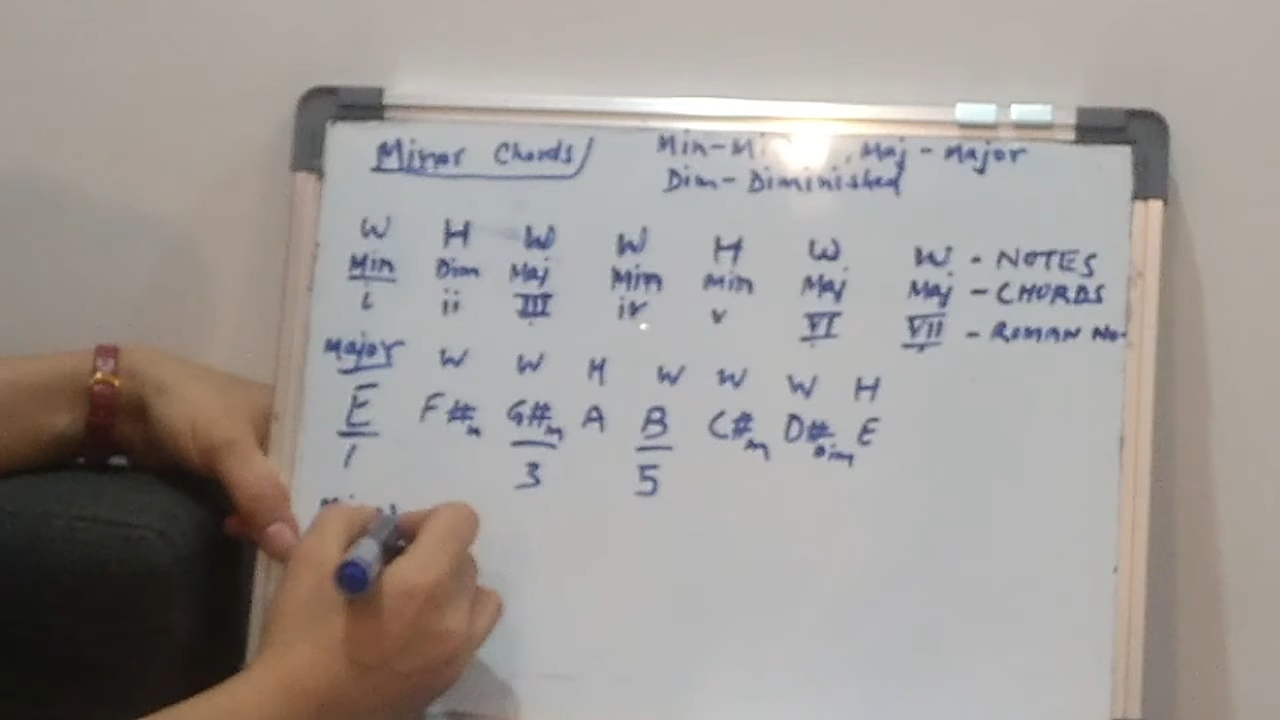 Minor Chords
Min - Mi , Maj - Major
Dim - Diminished
W H W W H W W - NOTES
Min Dim Maj Min Min Maj Maj - CHORDS
i ii III iv v VI VII - ROMAN No.
Major W W H W W W H
E F#m G#m A B C#m D#Dim E
1 3 5